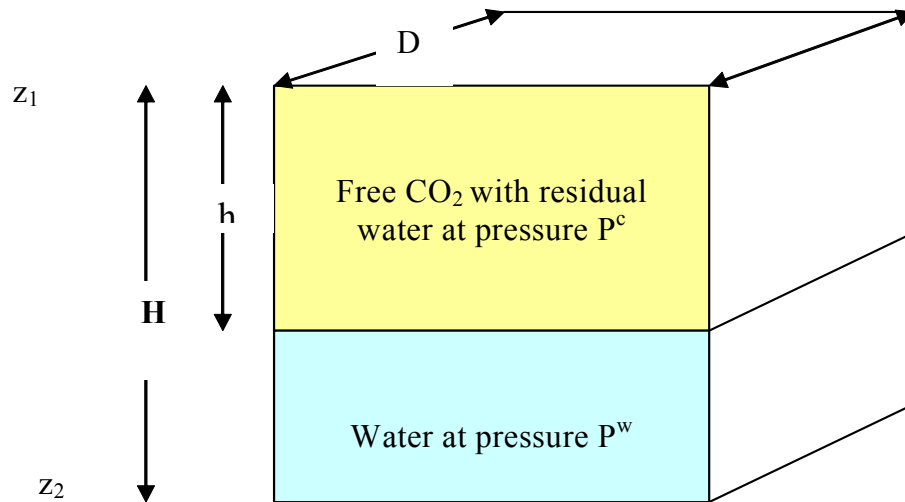 D
z₁
Free CO₂ with residual
water at pressure Pᶜ
h
H
Water at pressure Pʷ
z₂